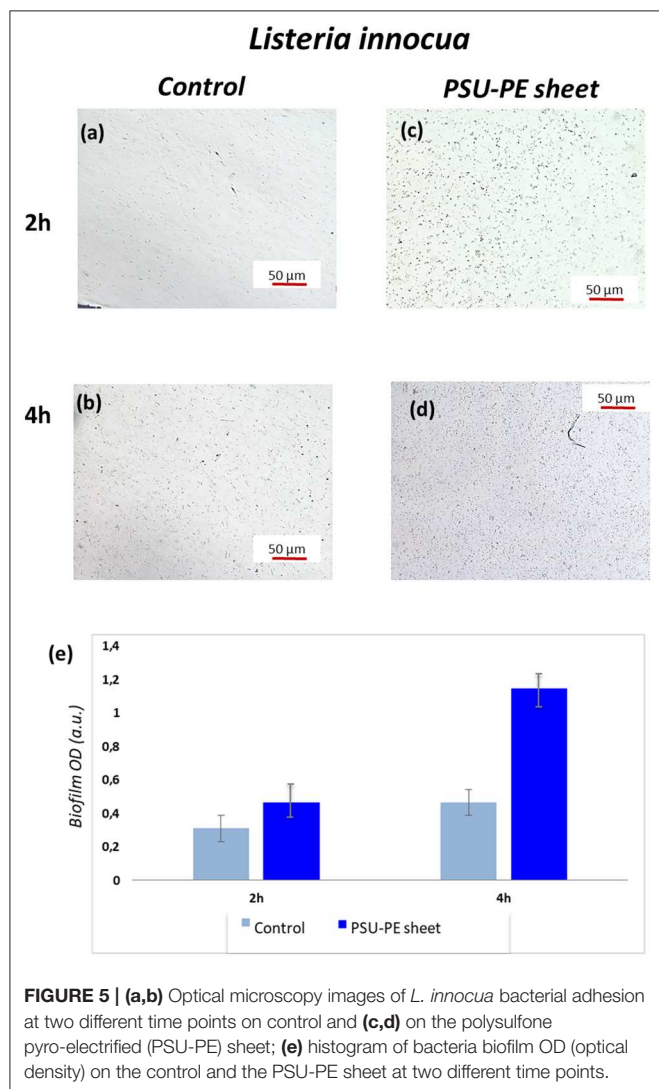 Listeria innocua
Control
PSU-PE sheet
2h
(a)
50 µm
(c)
50 µm
4h
(b)
50 µm
(d)
50 µm
(e)
Biofilm OD (a.u.)
1,4
1,2
1
0,8
0,6
0,4
0,2
0
2h
4h
Control
PSU-PE sheet
FIGURE 5 | (a,b) Optical microscopy images of L. innocua bacterial adhesion
at two different time points on control and (c,d) on the polysulfone
pyro-electrified (PSU-PE) sheet; (e) histogram of bacteria biofilm OD (optical
density) on the control and the PSU-PE sheet at two different time points.